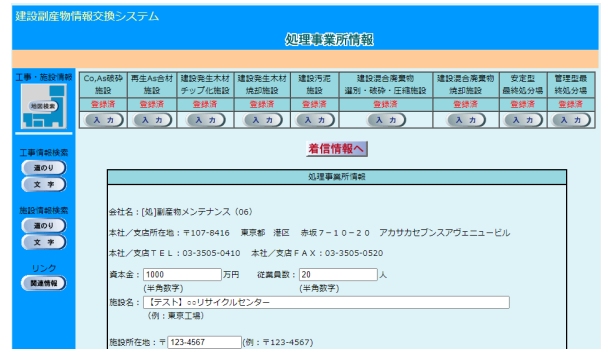 建設副産物情報交換システム
処理事業所情報
工事・施設情報
地図検索
工事情報検索
道のり
文 字
施設情報検索
道のり
文 字
リンク
関連情報
Co,As破砕施設 再生As合材施設 建設発生木材チップ化施設 建設発生木材焼却施設 建設汚泥施設 建設混合廃棄物選別・破砕・圧縮施設 建設混合廃棄物焼却施設 安定型最終処分場 管理型最終処分場
登録済 登録済 登録済 登録済 登録済 登録済 登録済 登録済 登録済
入 力 入 力 入 力 入 力 入 力 入 力 入 力 入 力 入 力
着信情報へ
処理事業所情報
会社名：[処]副産物メンテナンス（06）
本社／支店所在地：〒107-8416 東京都 港区 赤坂７－１０－２０ アカサカセブンスアヴェニュービル
本社／支店ＴＥＬ：03-3505-0410 本社／支店ＦＡＸ：03-3505-0520
資本金：1000万円 従業員数：20人
(半角数字) (半角数字)
施設名：【テスト】○○リサイクルセンター
（例：東京工場）
施設所在地：〒123-4567(例：〒123-4567)